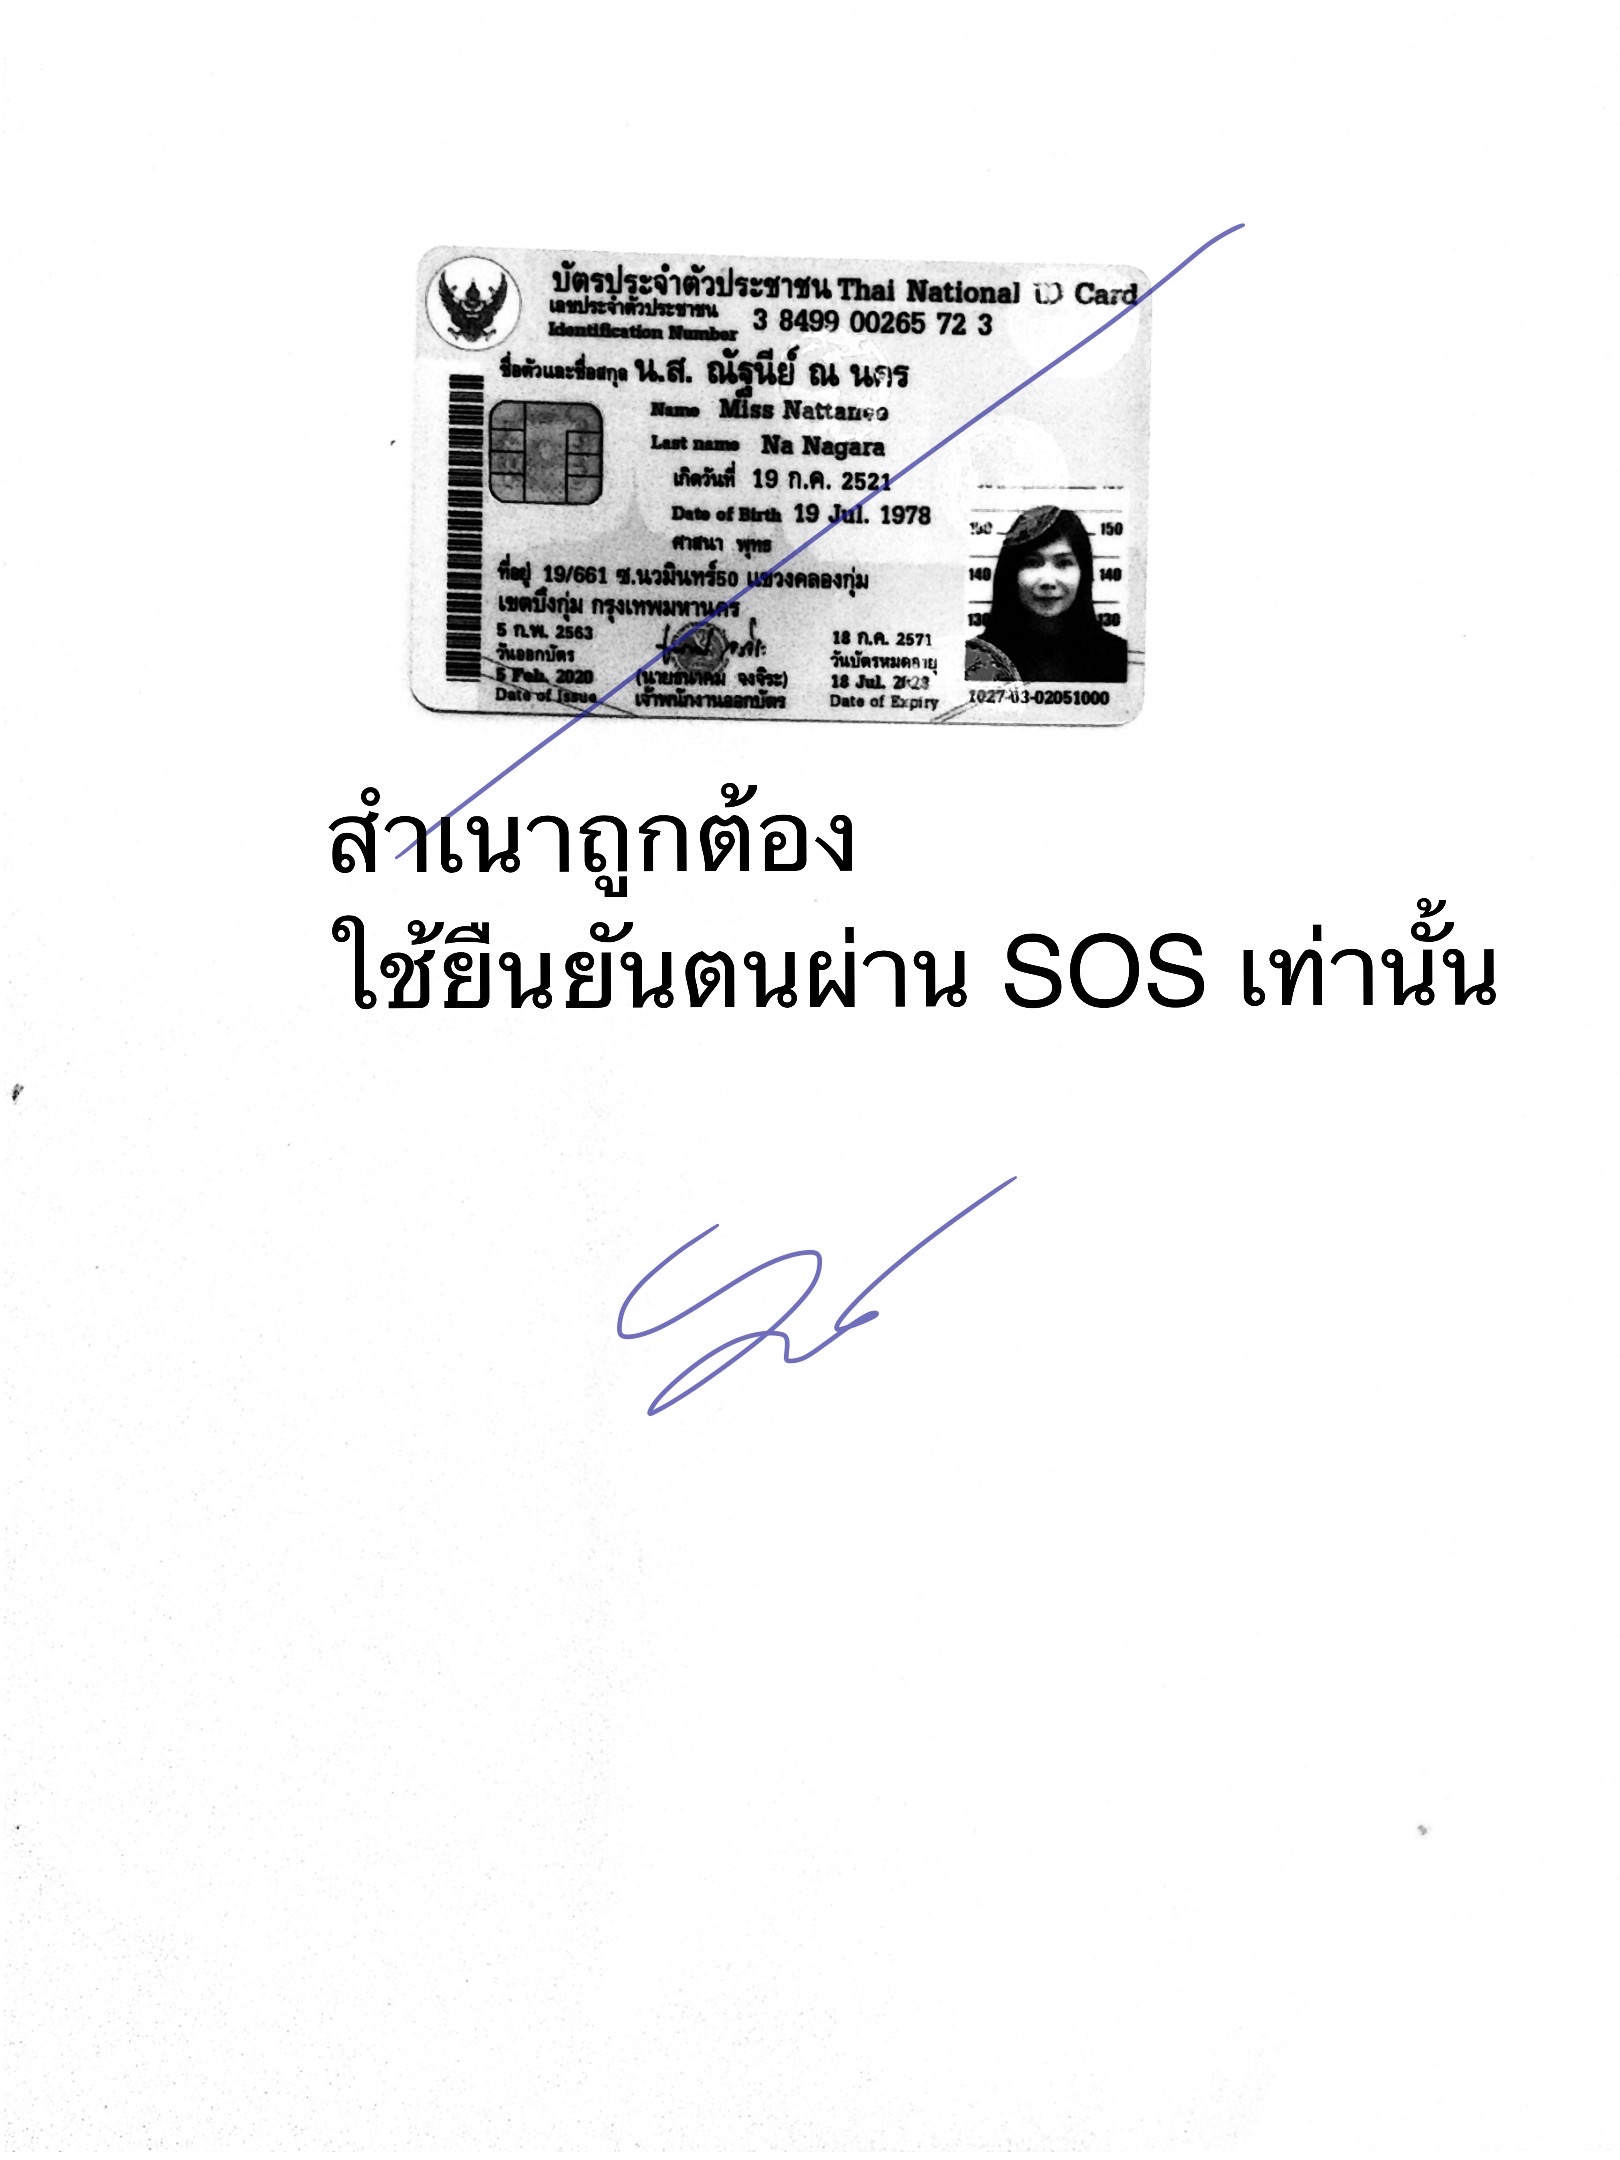 บัตรประจำตัวประชาชน Thai National ID Card
เลขประจำตัวประชาชน
Identification Number 3 8499 00265 72 3
ชื่อตัวและชื่อสกุล น.ส. ณัฐนีย์ ณ นคร
Name Miss
Last name Na Nagara
เกิดวันที่ 19 ก.ค. 2521
Date of Birth 19 Jul. 1978
ศาสนา พุทธ
ที่อยู่ 19/661 ซ.นวมินทร์50 แขวงคลองกุ่ม
เขตบึงกุ่ม กรุงเทพมหานคร
5 ก.พ. 2563
วันออกบัตร
5 Feb. 2020
Date of Issue
(นายธนาคม จงจิระ)
เจ้าพนักงานออกบัตร
18 ก.ค. 2571
วันบัตรหมดอายุ
18 Jul.
Date of Expiry
150 150
140 140
130 130
1027-03-02051000
สำเนาถูกต้อง
ใช้ยืนยันตนผ่าน SOS เท่านั้น